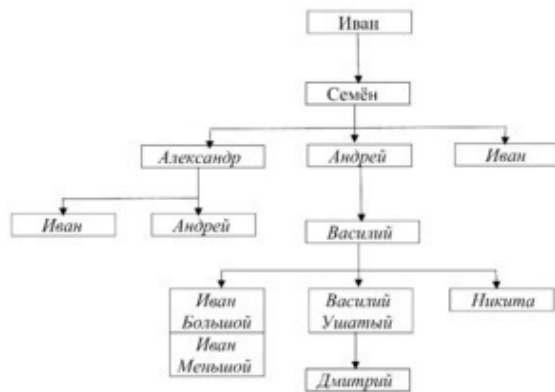 Иван
Семён
Александр
Андрей
Иван
Иван
Андрей
Василий
Иван
Большой
Иван
Меньшой
Василий
Ушатый
Никита
Дмитрий